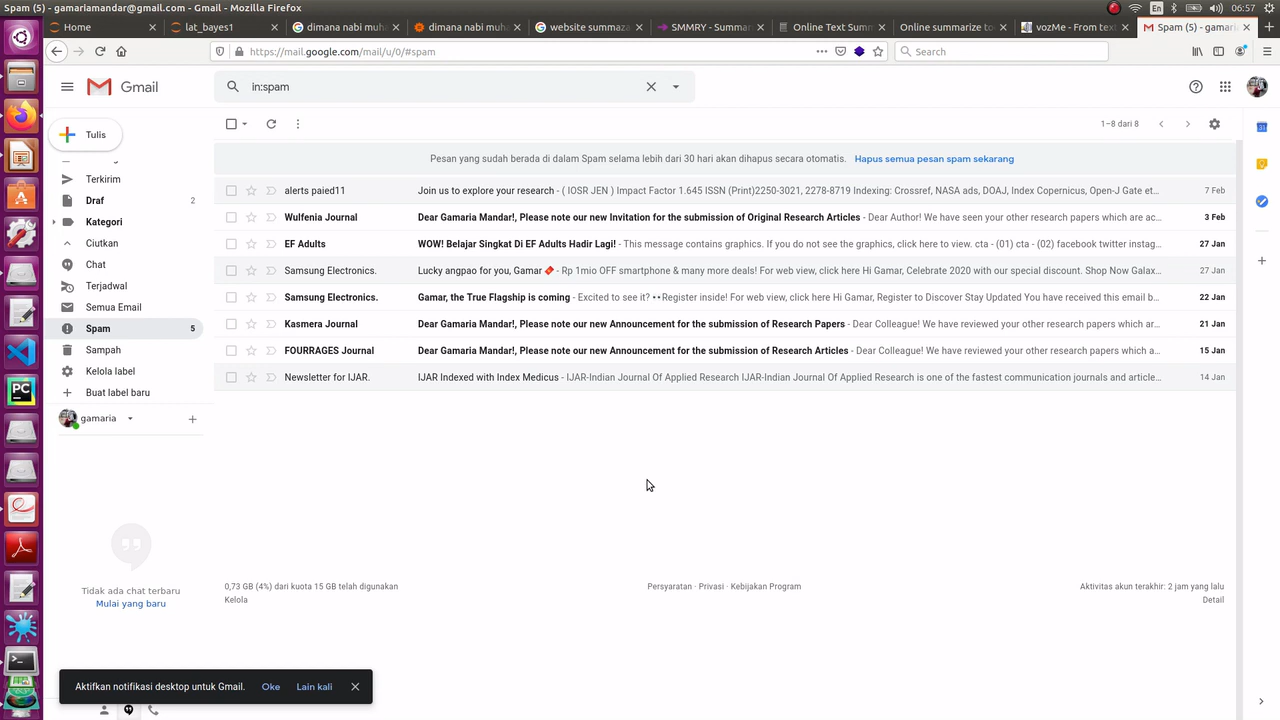 Spam (5) - gamariamandar@gmail.com - Gmail - Mozilla Firefox
En 06:57
Home
lat_bayes1
dimana nabi muh
dimana nabi muh
website summaz
SMMRY - Summa
Online Text Sum
Online summarize to
vozMe - From text
Spam (5) - gamari
https://mail.google.com/mail/u/0/#spam
Search
Gmail
in:spam
Tulis
1–8 dari 8
Pesan yang sudah berada di dalam Spam selama lebih dari 30 hari akan dihapus secara otomatis. Hapus semua pesan spam sekarang
Terkirim
Draf 2
Kategori
Ciutkan
Chat
Terjadwal
Semua Email
Spam 5
Sampah
Kelola label
Buat label baru
gamaria
alerts paied11 Join us to explore your research - ( IOSR JEN ) Impact Factor 1.645 ISSN (Print)2250-3021, 2278-8719 Indexing: Crossref, NASA ads, DOAJ, Index Copernicus, Open-J Gate et... 7 Feb
Wulfenia Journal Dear Gamaria Mandar!, Please note our new Invitation for the submission of Original Research Articles - Dear Author! We have seen your other research papers which are ac... 3 Feb
EF Adults WOW! Belajar Singkat Di EF Adults Hadir Lagi! - This message contains graphics. If you do not see the graphics, click here to view. cta - (01) cta - (02) facebook twitter instag... 27 Jan
Samsung Electronics. Lucky angpao for you, Gamar 🧧 - Rp 1mio OFF smartphone & many more deals! For web view, click here Hi Gamar, Celebrate 2020 with our special discount. Shop Now Galax... 27 Jan
Samsung Electronics. Gamar, the True Flagship is coming - Excited to see it? 👀Register inside! For web view, click here Hi Gamar, Register to Discover Stay Updated You have received this email b... 22 Jan
Kasmera Journal Dear Gamaria Mandar!, Please note our new Announcement for the submission of Research Papers - Dear Colleague! We have reviewed your other research papers which ar... 21 Jan
FOURRAGES Journal Dear Gamaria Mandar!, Please note our new Announcement for the submission of Research Articles - Dear Colleague! We have reviewed your other research papers which a... 15 Jan
Newsletter for IJAR. IJAR Indexed with Index Medicus - IJAR-Indian Journal Of Applied Research IJAR-Indian Journal Of Applied Research is one of the fastest communication journals and article... 14 Jan
Tidak ada chat terbaru
Mulai yang baru
0,73 GB (4%) dari kuota 15 GB telah digunakan
Kelola
Persyaratan · Privasi · Kebijakan Program
Aktivitas akun terakhir: 2 jam yang lalu
Detail
Aktifkan notifikasi desktop untuk Gmail. Oke Lain kali
PC